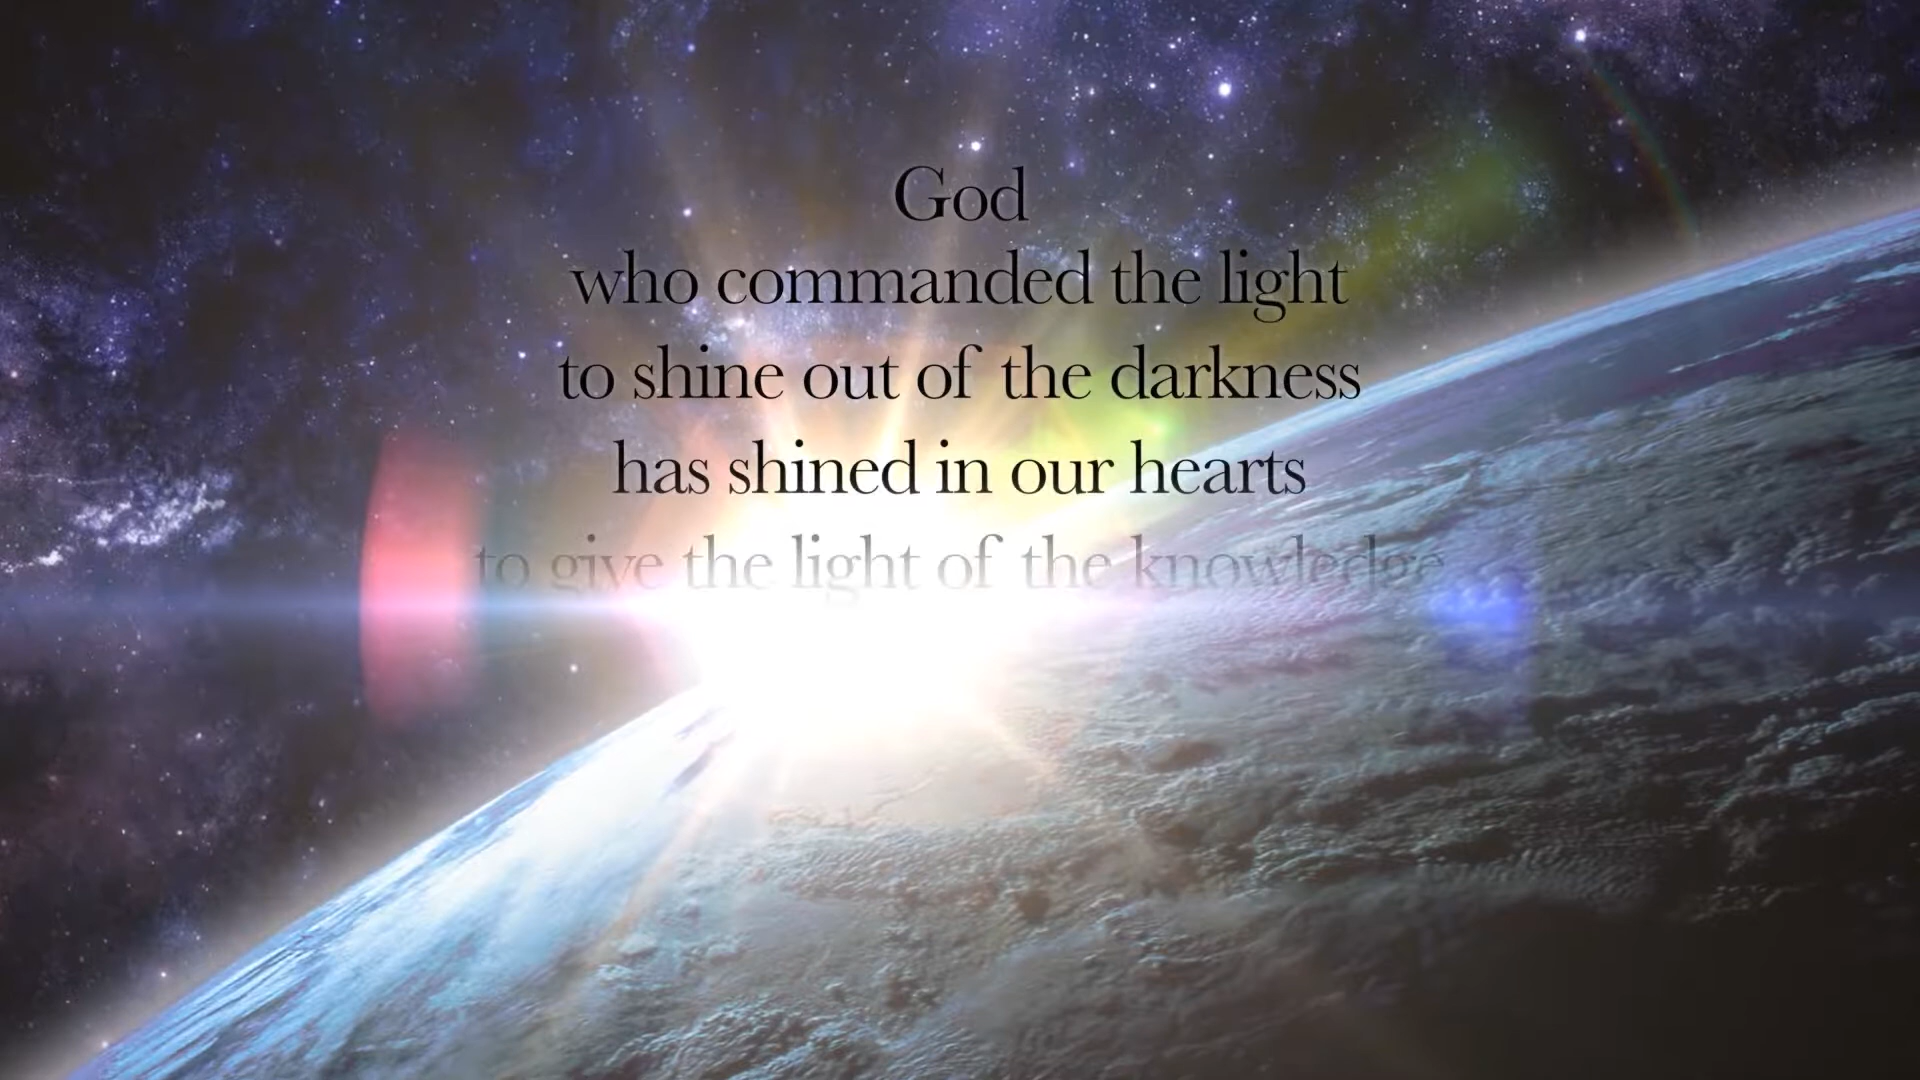 God
who commanded the light
to shine out of the darkness
has shined in our hearts
to give the light of the knowledge